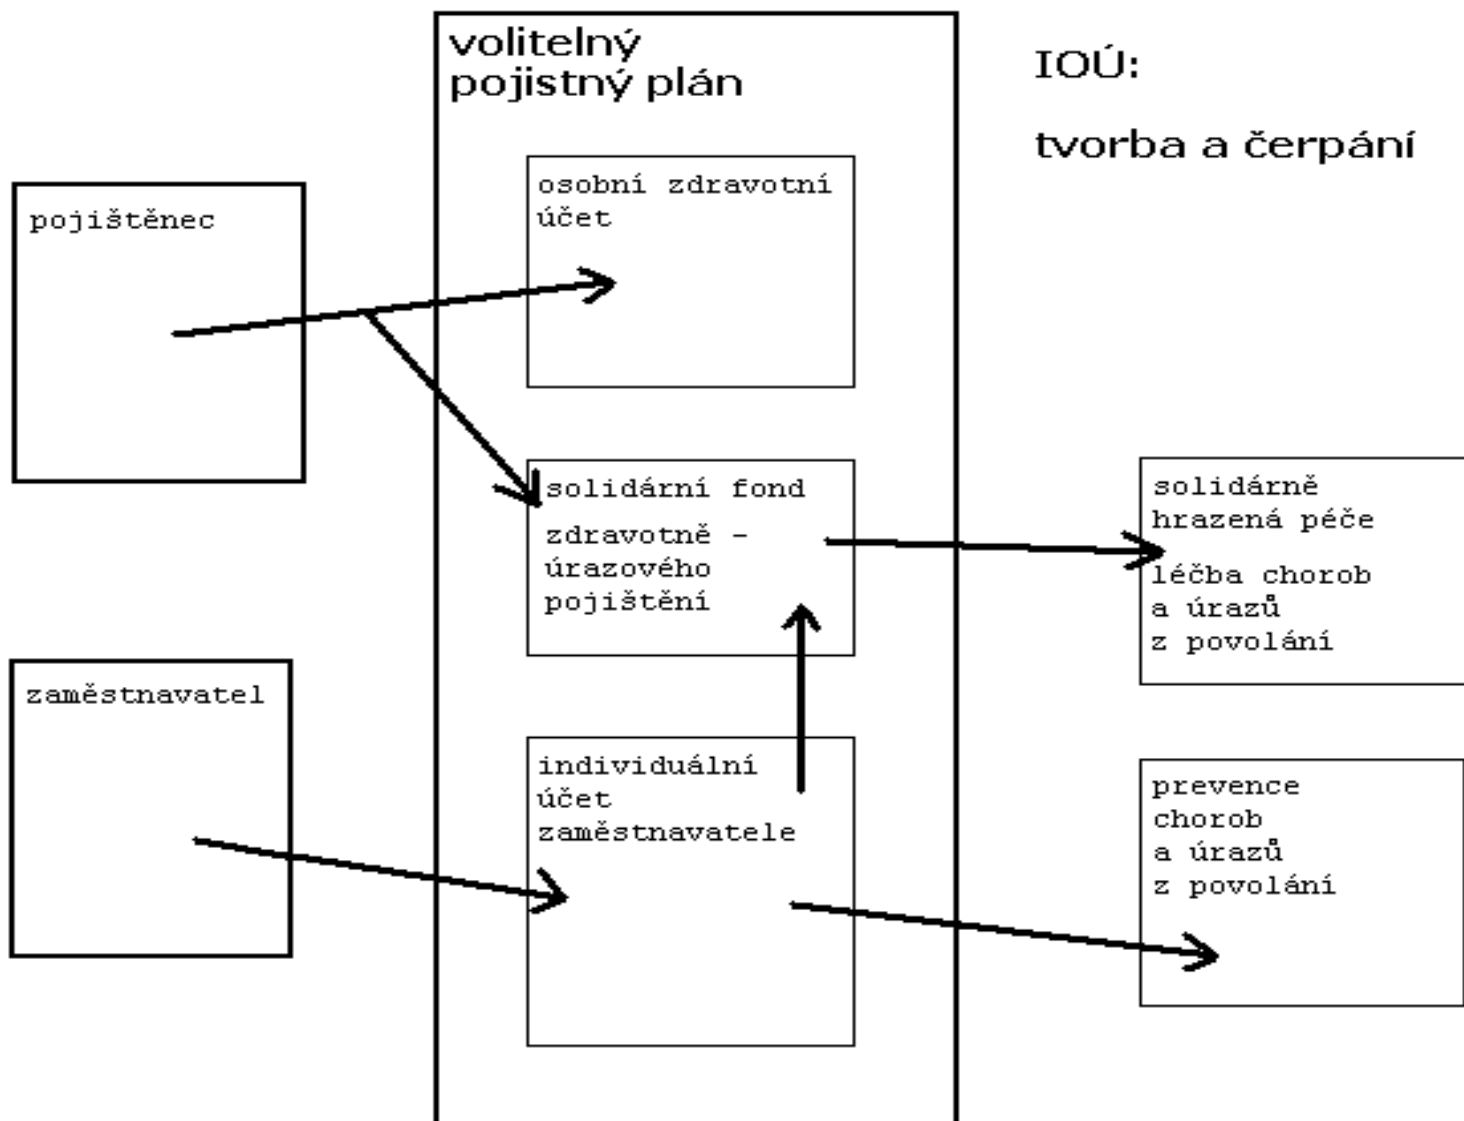 volitelný
pojistný plán
IOÚ:
tvorba a čerpání
pojištěnec
osobní zdravotní
účet
solidární fond
zdravotně -
úrazového
pojištění
solidárně
hrazená péče
léčba chorob
a úrazů
z povolání
zaměstnavatel
individuální
účet
zaměstnavatele
prevence
chorob
a úrazů
z povolání